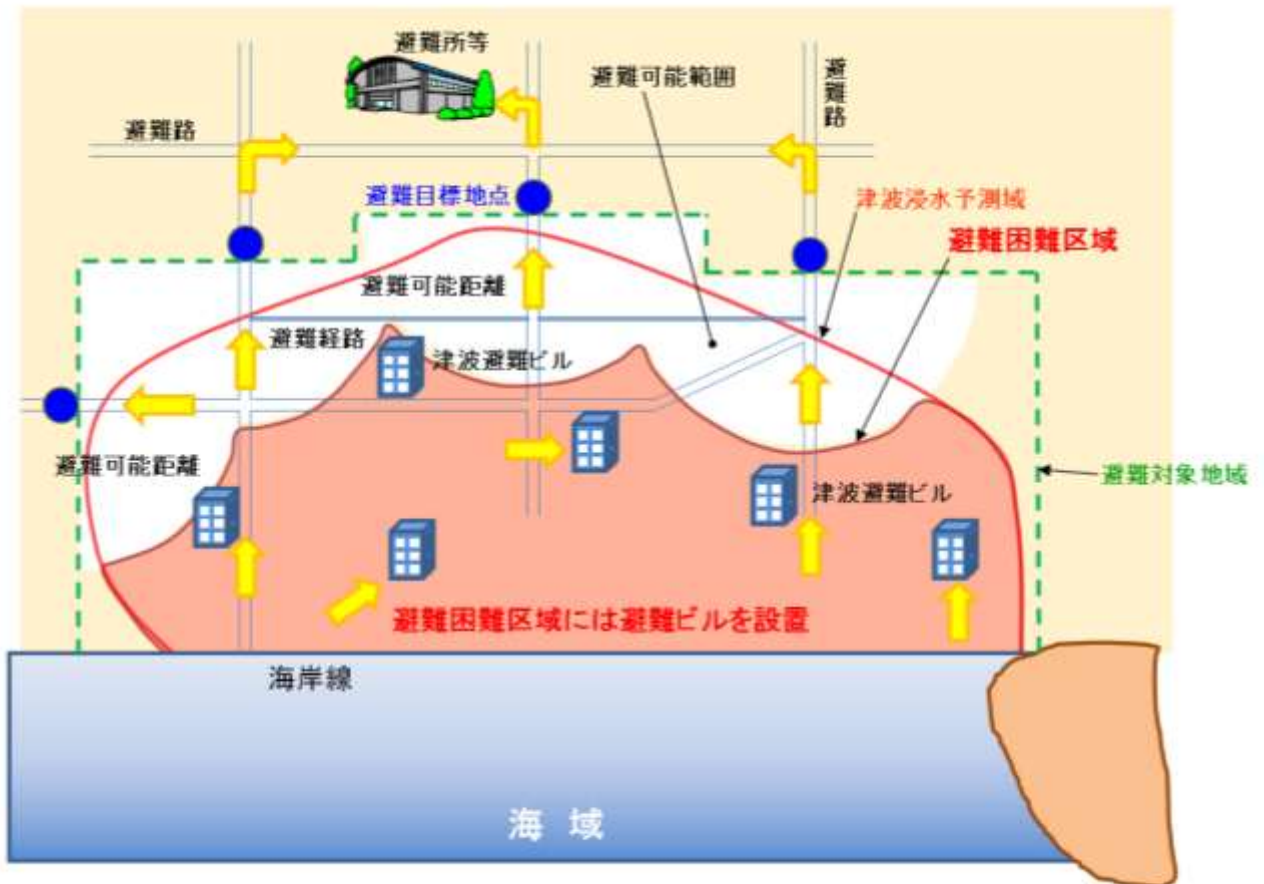 避難所等
避難可能範囲
避難路
避難路
避難目標地点
津波浸水予測域
避難困難区域
避難可能距離
避難経路
津波避難ビル
避難可能距離
津波避難ビル
避難対象地域
避難困難区域には避難ビルを設置
海岸線
海 域